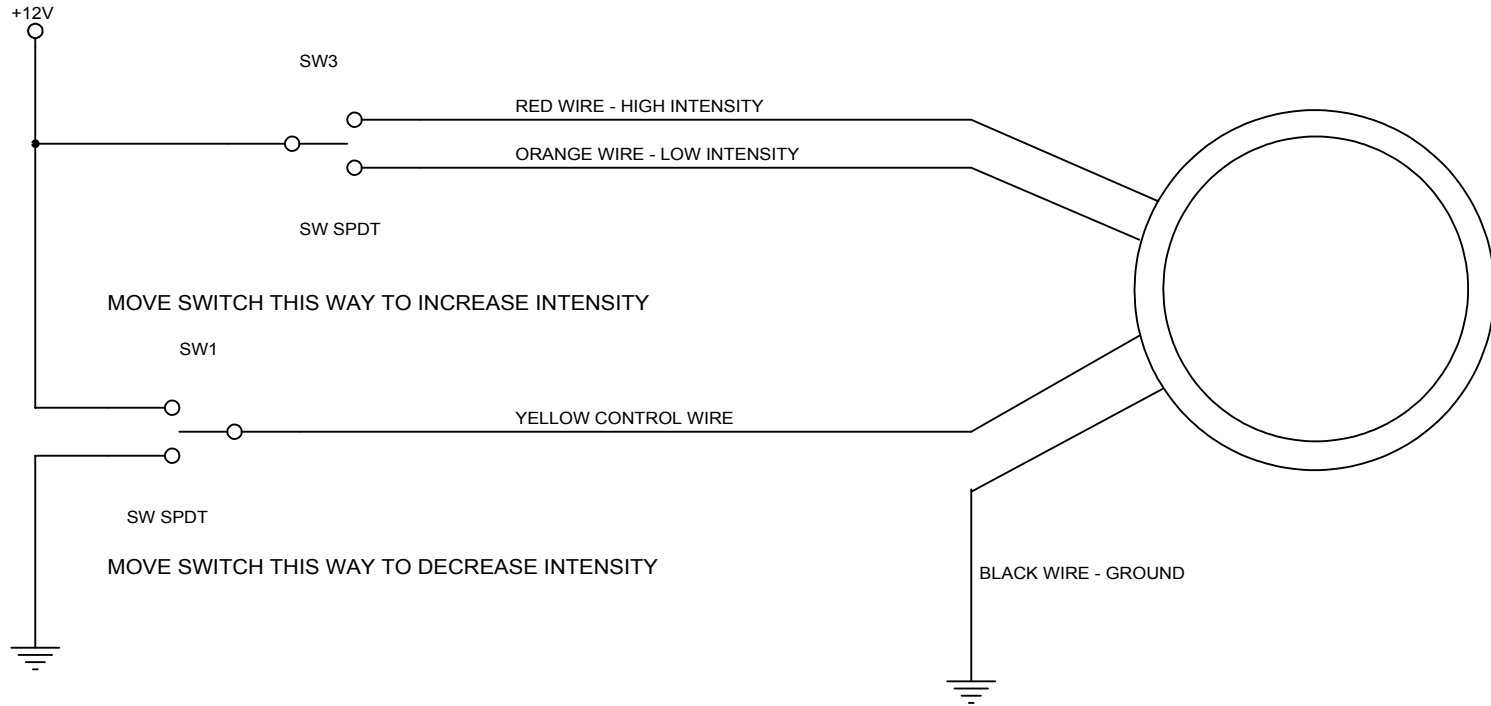 +12V
SW3
RED WIRE - HIGH INTENSITY
ORANGE WIRE - LOW INTENSITY
SW SPDT
MOVE SWITCH THIS WAY TO INCREASE INTENSITY
SW1
YELLOW CONTROL WIRE
SW SPDT
MOVE SWITCH THIS WAY TO DECREASE INTENSITY
BLACK WIRE - GROUND